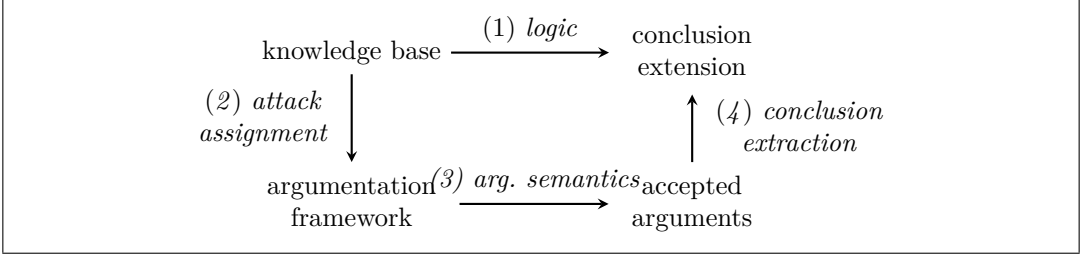 (1) logic
knowledge base
conclusion
extension
(2) attack
assignment
(4) conclusion
extraction
argumentation
framework
(3) arg. semantics
accepted
arguments